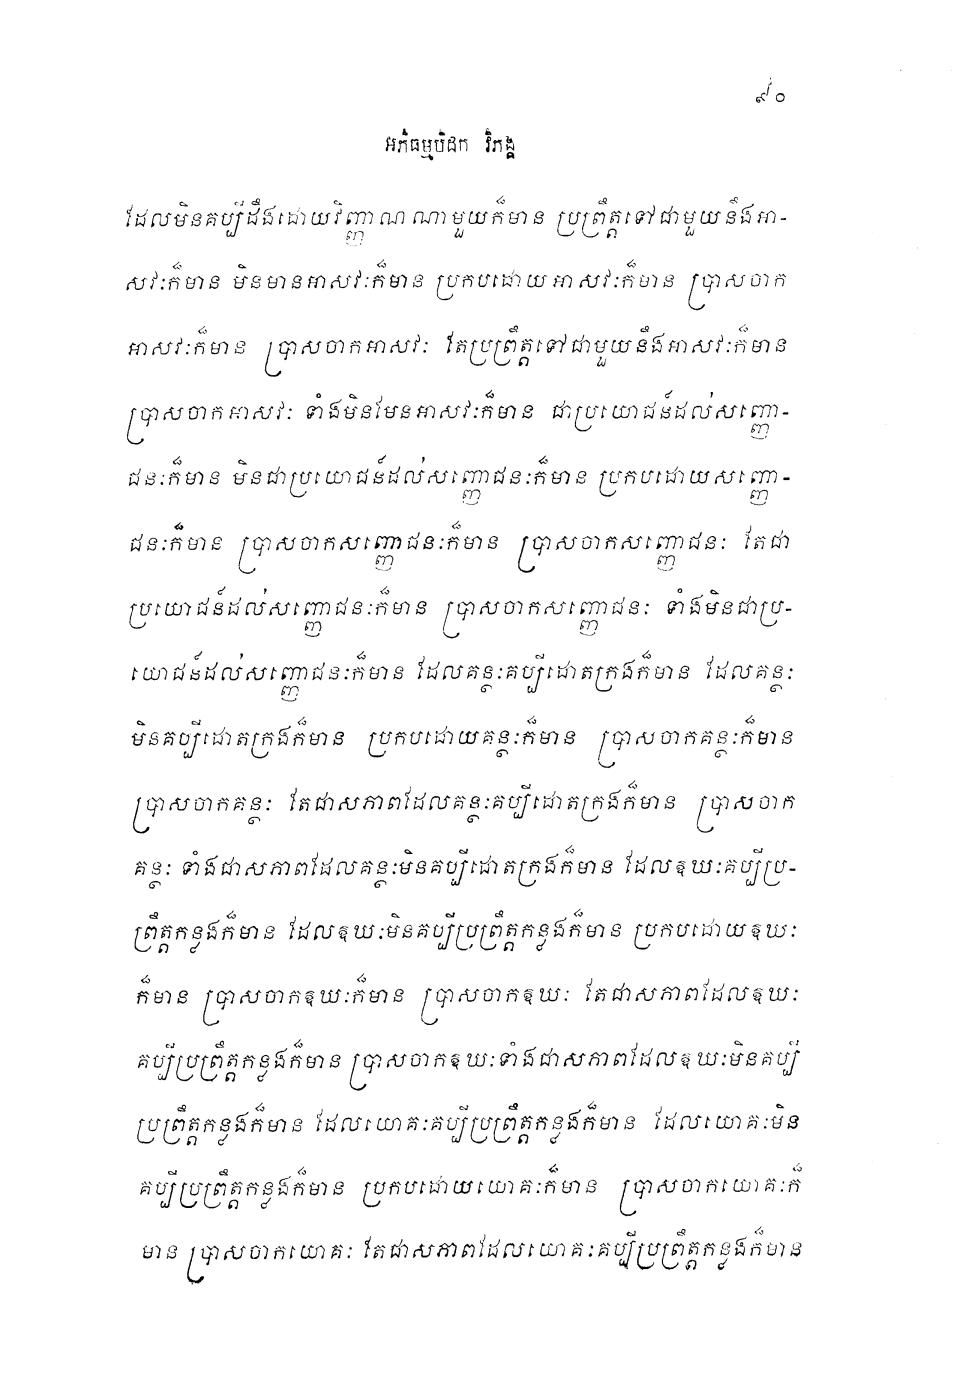 ៩០
អភិធម្មបិដក វិភង្គ
ដែលមិនគប្បីដឹងដោយវិញ្ញាណណាមួយក៏មាន ប្រព្រឹត្តទៅជាមួយនឹងអា-
សវៈក៏មាន មិនមានអាសវៈក៏មាន ប្រកបដោយអាសវៈក៏មាន ប្រាសចាក
អាសវៈក៏មាន ប្រាសចាកអាសវៈ តែប្រព្រឹត្តទៅជាមួយនឹងអាសវៈក៏មាន
ប្រាសចាកអាសវៈ ទាំងមិនមែនអាសវៈក៏មាន ជាប្រយោជន៍ដល់សញ្ញោ-
ជនៈក៏មាន មិនជាប្រយោជន៍ដល់សញ្ញោជនៈក៏មាន ប្រកបដោយសញ្ញោ-
ជនៈក៏មាន ប្រាសចាកសញ្ញោជនៈក៏មាន ប្រាសចាកសញ្ញោជនៈ តែជា
ប្រយោជន៍ដល់សញ្ញោជនៈក៏មាន ប្រាសចាកសញ្ញោជនៈ ទាំងមិនជាប្រ-
យោជន៍ដល់សញ្ញោជនៈក៏មាន ដែលគន្ថៈគប្បីដោតក្រងក៏មាន ដែលគន្ថៈ
មិនគប្បីដោតក្រងក៏មាន ប្រកបដោយគន្ថៈក៏មាន ប្រាសចាកគន្ថៈក៏មាន
ប្រាសចាកគន្ថៈ តែជាសភាពដែលគន្ថៈគប្បីដោតក្រងក៏មាន ប្រាសចាក
គន្ថៈ ទាំងជាសភាពដែលគន្ថៈមិនគប្បីដោតក្រងក៏មាន ដែលឱឃៈគប្បីប្រ-
ព្រឹត្តកន្លងក៏មាន ដែលឱឃៈមិនគប្បីប្រព្រឹត្តកន្លងក៏មាន ប្រកបដោយឱឃៈ
ក៏មាន ប្រាសចាកឱឃៈក៏មាន ប្រាសចាកឱឃៈ តែជាសភាពដែលឱឃៈ
គប្បីប្រព្រឹត្តកន្លងក៏មាន ប្រាសចាកឱឃៈទាំងជាសភាពដែលឱឃៈមិនគប្បី
ប្រព្រឹត្តកន្លងក៏មាន ដែលយោគៈគប្បីប្រព្រឹត្តកន្លងក៏មាន ដែលយោគៈមិន
គប្បីប្រព្រឹត្តកន្លងក៏មាន ប្រកបដោយយោគៈក៏មាន ប្រាសចាកយោគៈក៏
មាន ប្រាសចាកយោគៈ តែជាសភាពដែលយោគៈគប្បីប្រព្រឹត្តកន្លងក៏មាន